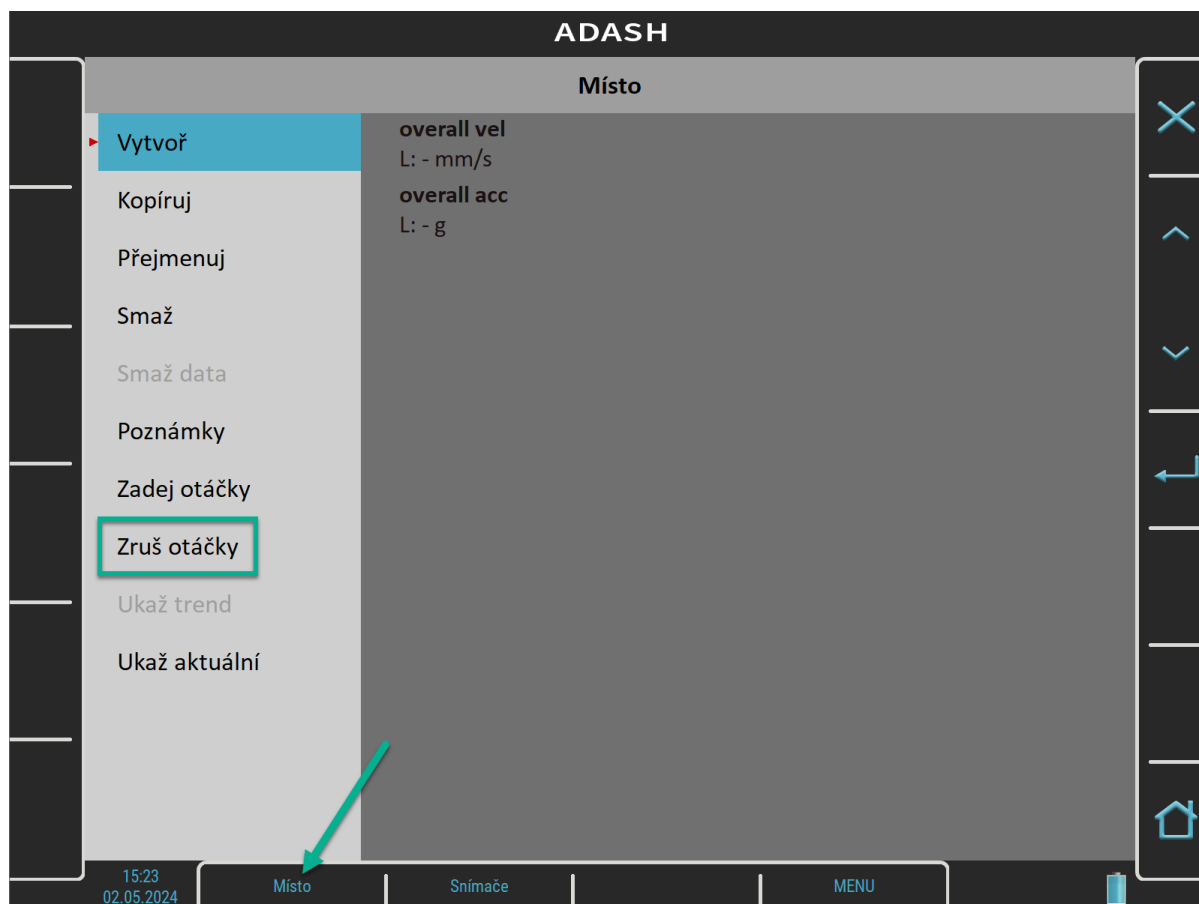 ADASH
Místo
Vytvoř
Kopíruj
Přejmenuj
Smaž
Smaž data
Poznámky
Zadej otáčky
Zruš otáčky
Ukaž trend
Ukaž aktuální
overall vel
L: - mm/s
overall acc
L: - g
15:23
02.05.2024
Místo
Snímače
MENU